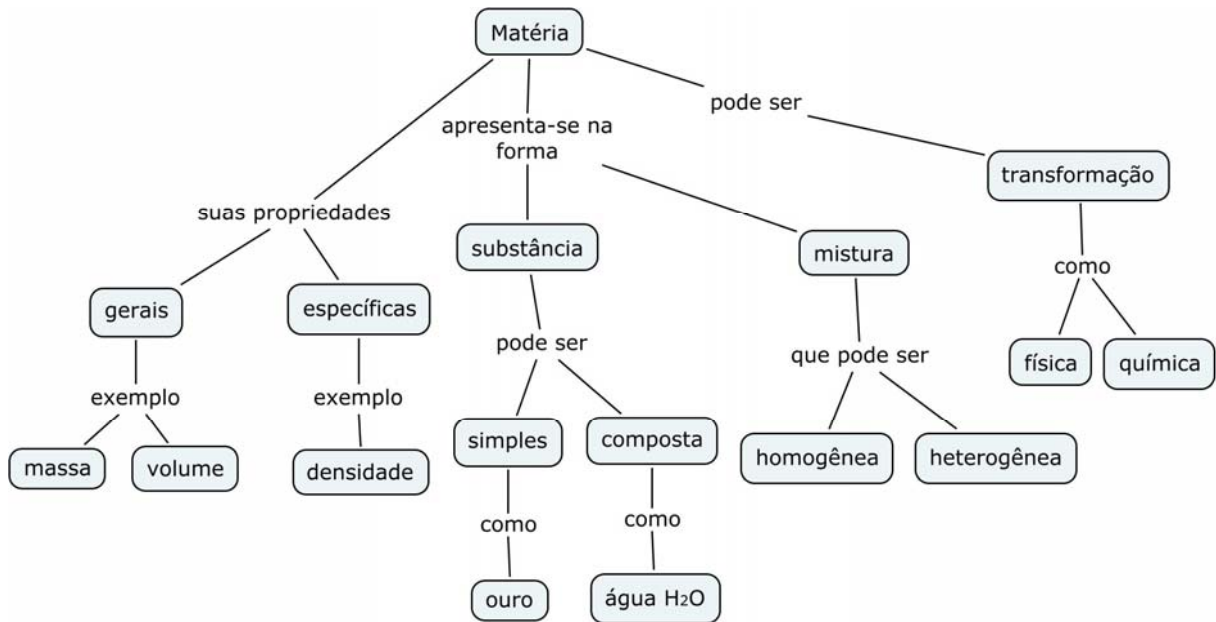 Matéria
pode ser
apresenta-se na
forma
transformação
suas propriedades
substância
mistura
como
gerais
específicas
pode ser
que pode ser
física
química
exemplo
exemplo
simples
composta
homogênea
heterogênea
massa
volume
densidade
como
como
ouro
água H₂O